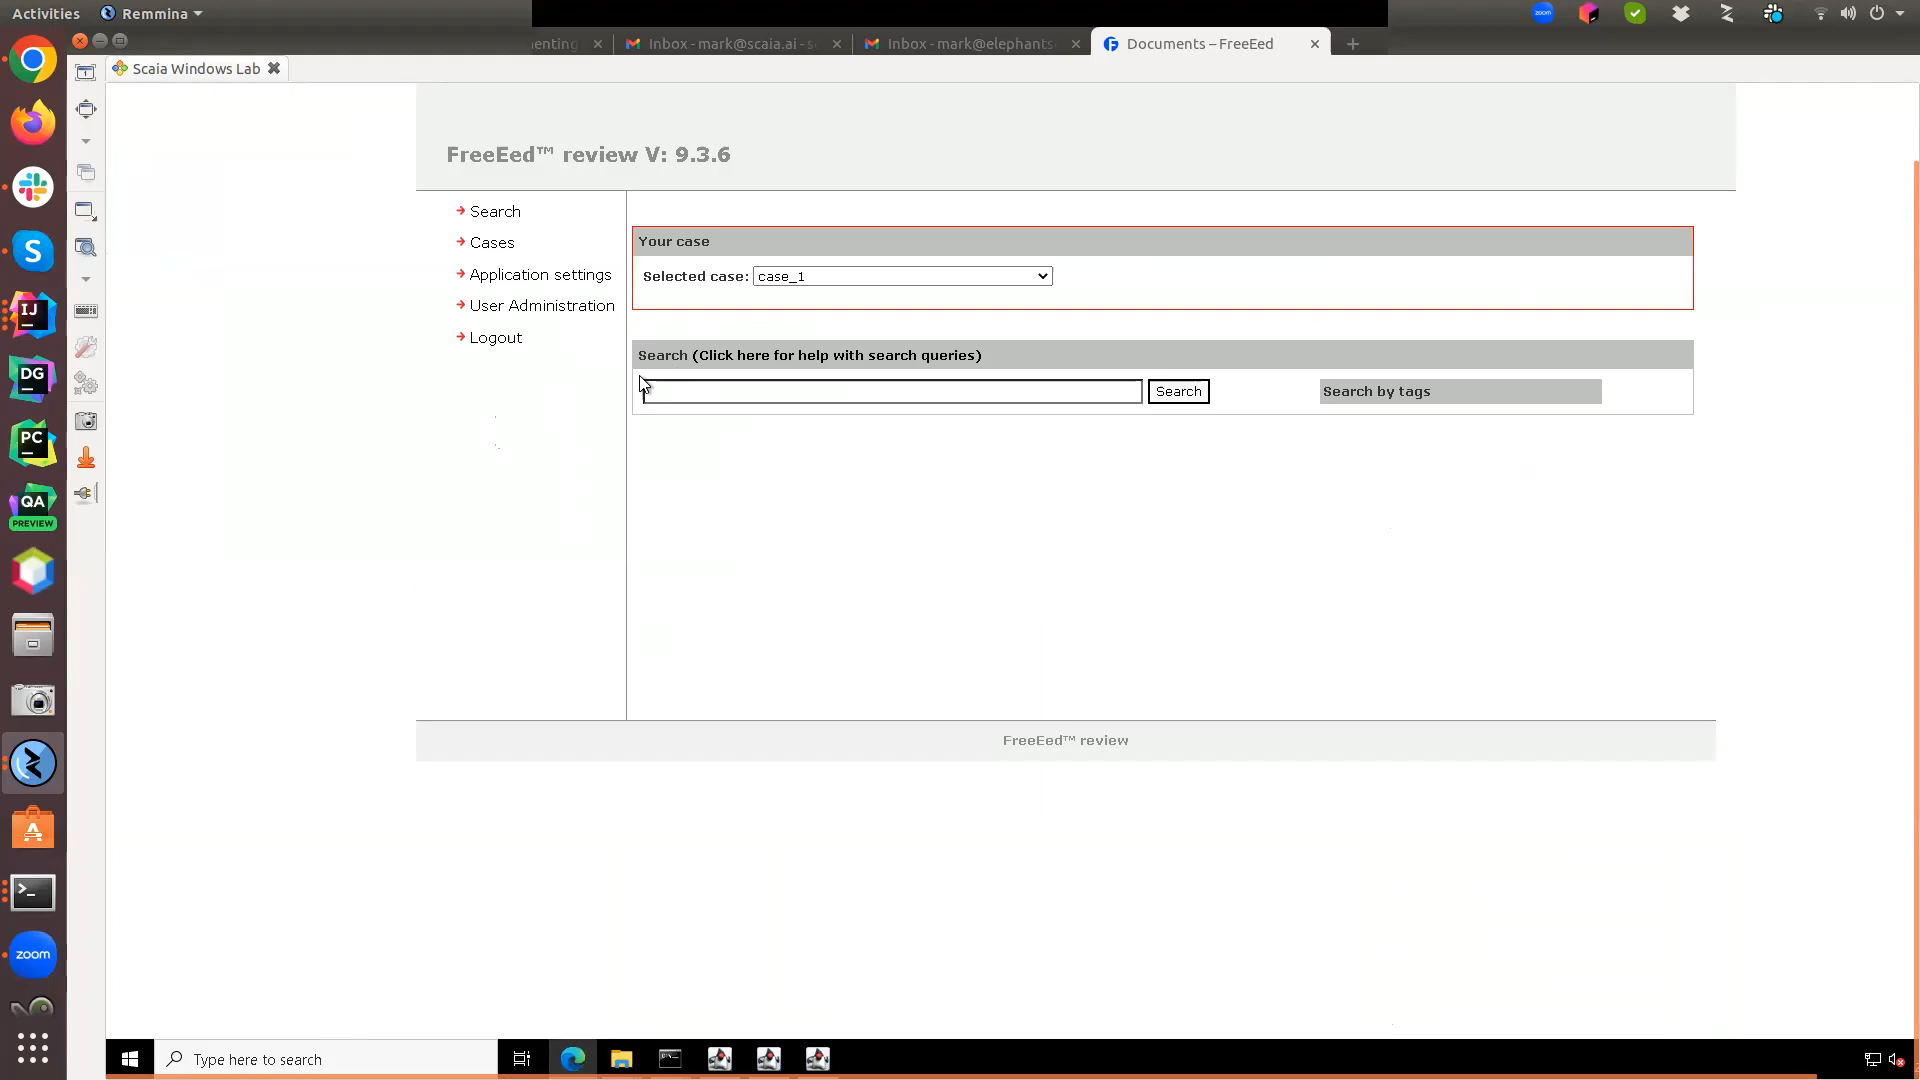 Activities
Remmina
zoom
enting
Inbox - mark@scaia.ai - s
Inbox - mark@elephants
Documents – FreeEed
Scaia Windows Lab
FreeEed™ review V: 9.3.6
Search
Cases
Application settings
User Administration
Logout
Your case
Selected case: case_1
Search (Click here for help with search queries)
Search
Search by tags
FreeEed™ review
S
IJ
DG
PC
QA
PREVIEW
A
>_
zoom
Type here to search